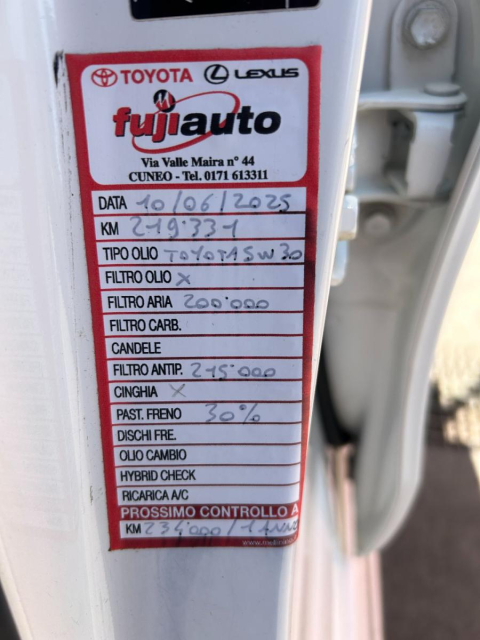 TOYOTA LEXUS
fujiauto
Via Valle Maira n° 44
CUNEO - Tel. 0171 613311
DATA 10/06/2025
KM 219.331
TIPO OLIO TOYOTA 5W30
FILTRO OLIO X
FILTRO ARIA 200.000
FILTRO CARB.
CANDELE
FILTRO ANTIP. 215.000
CINGHIA X
PAST. FRENO 30%
DISCHI FRE.
OLIO CAMBIO
HYBRID CHECK
RICARICA A/C
PROSSIMO CONTROLLO A
KM 234.000/1 ANNO